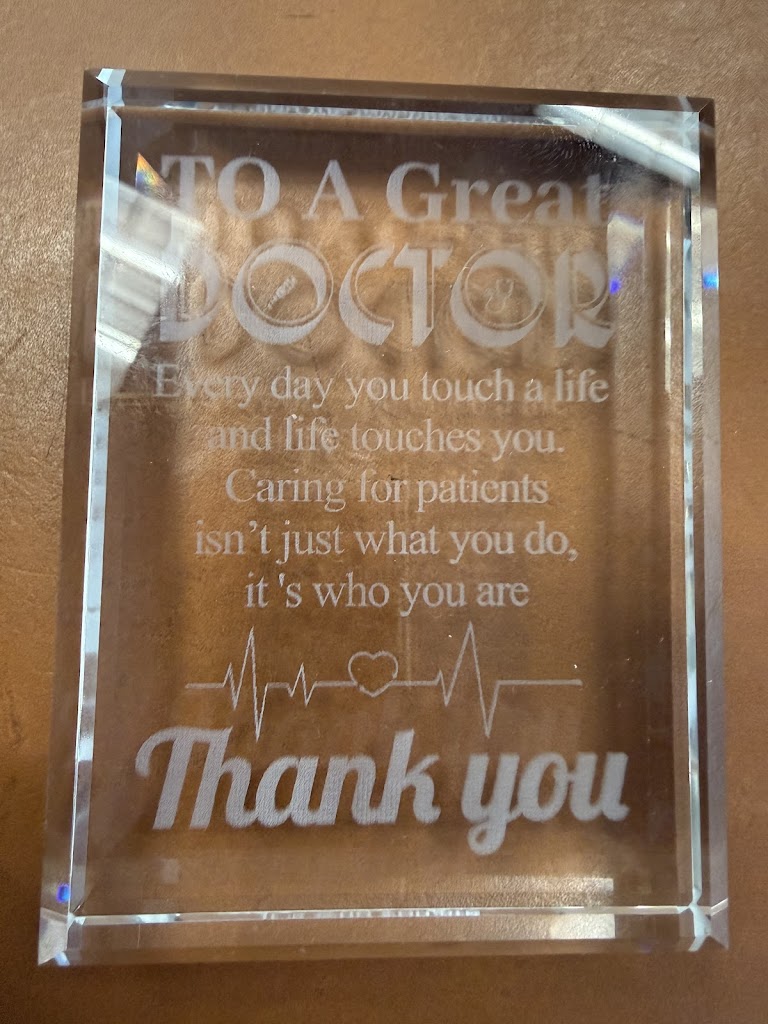 TO A Great
DOCTOR
Every day you touch a life
and life touches you.
Caring for patients
isn't just what you do,
it 's who you are
Thank you